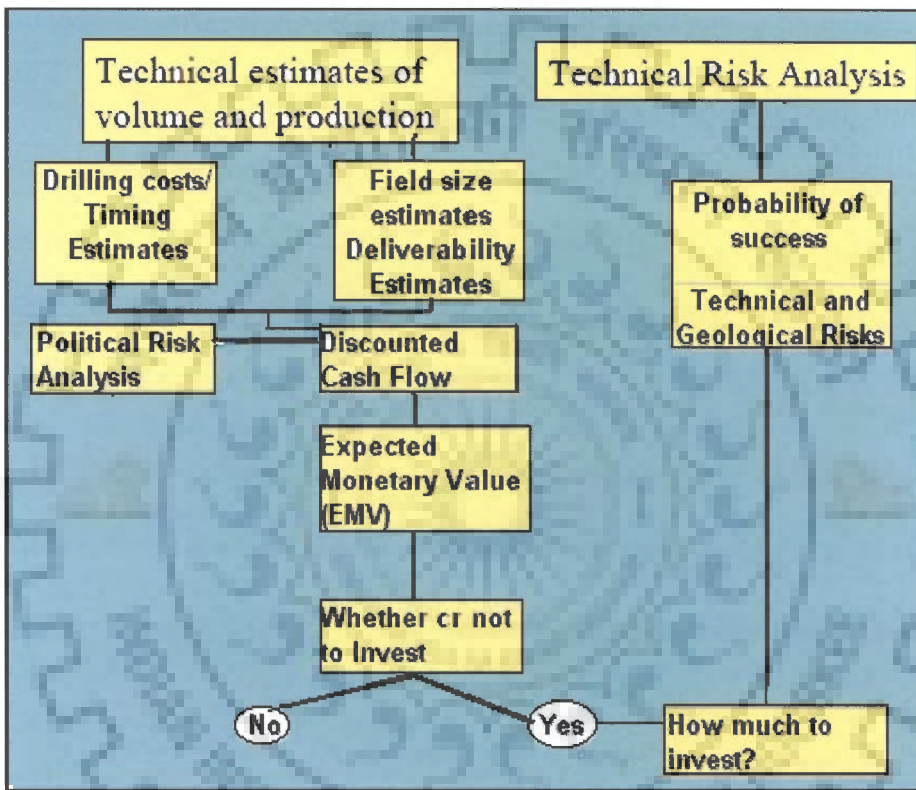 Technical estimates of
volume and production
Technical Risk Analysis
Drilling costs/
Timing
Estimates
Field size
estimates
Deliverability
Estimates
Probability of
success
Technical and
Geological Risks
Political Risk
Analysis
Discounted
Cash Flow
Expected
Monetary Value
(EMV)
Whether cr not
to Invest
No
Yes
How much to
invest?